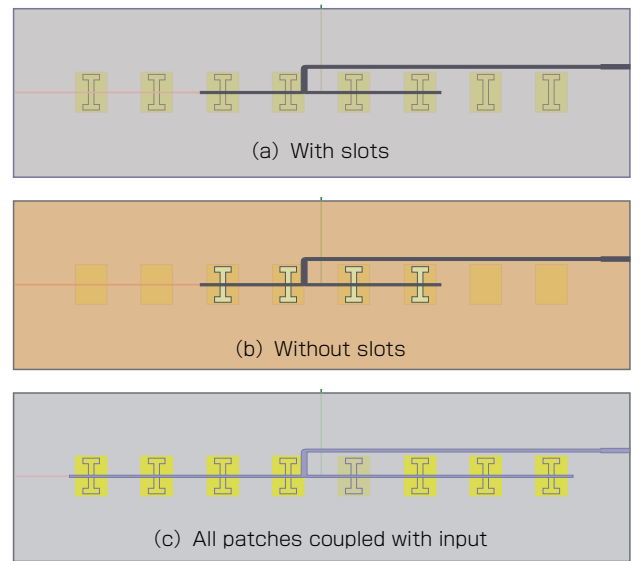 (a) With slots
(b) Without slots
(c) All patches coupled with input